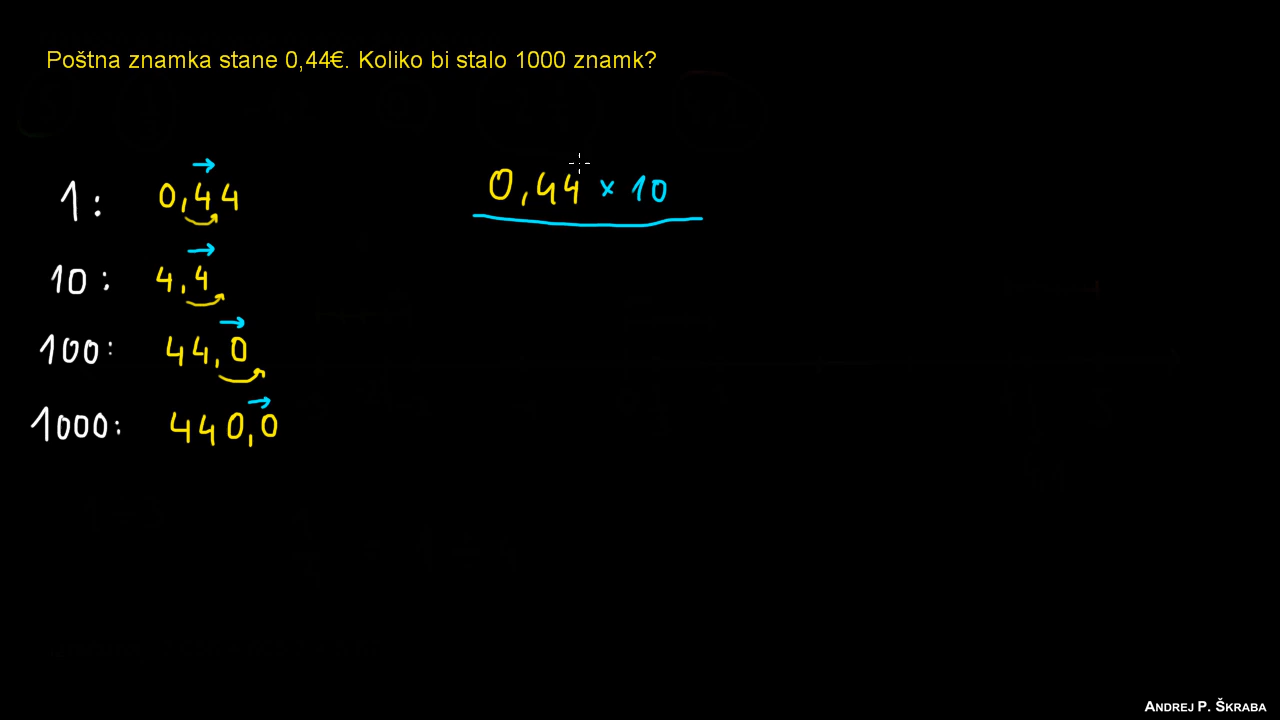 Poštna znamka stane 0,44€. Koliko bi stalo 1000 znamk?
1: 0,44
0,44 × 10
10: 4,4
100: 44,0
1000: 440,0
ANDREJ P. ŠKRABA